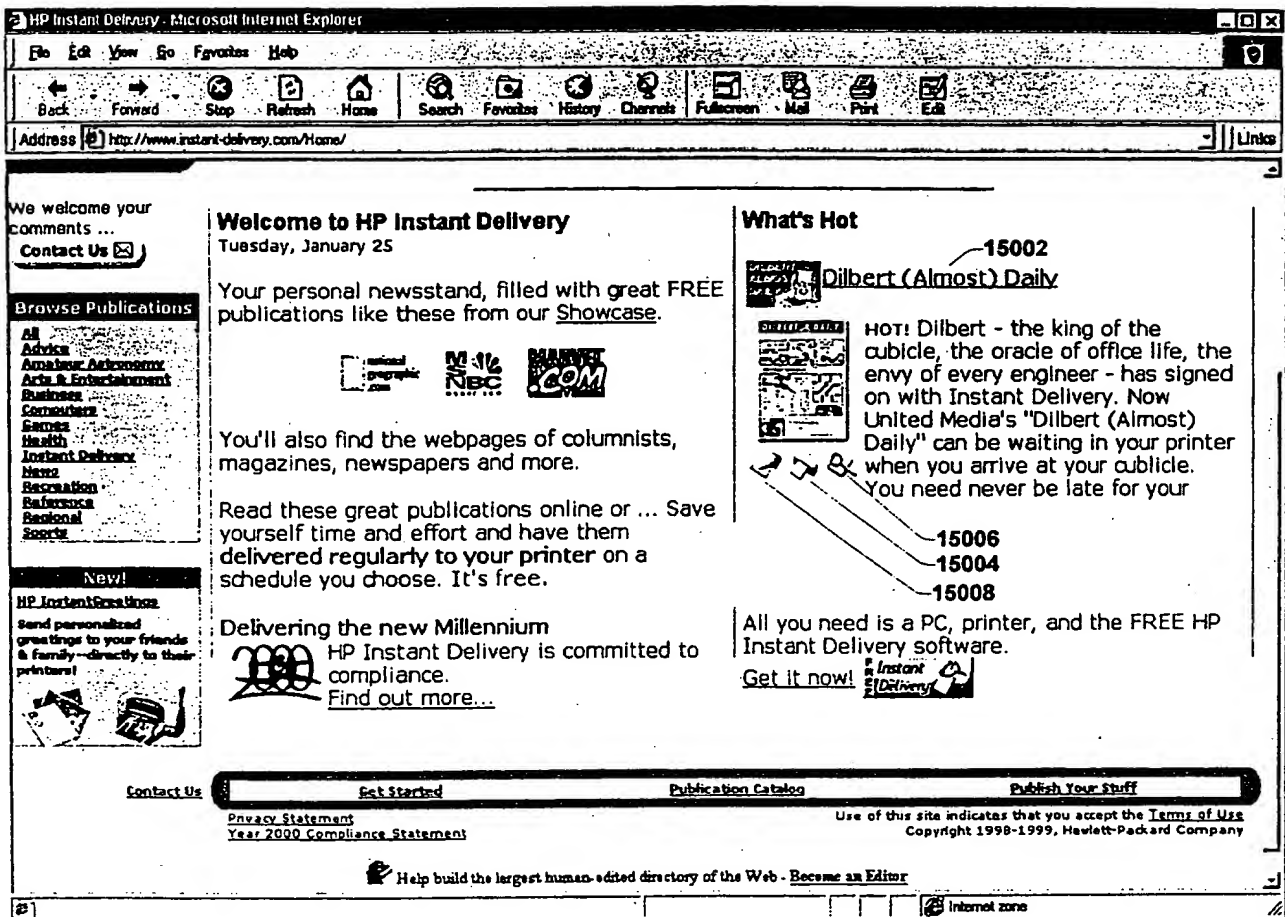 HP Instant Delivery - Microsoft Internet Explorer
File Edit View Go Favorites Help
Back Forward Stop Refresh Home Search Favorites History Channels Fullscreen Mail Print Edit
Address http://www.instant-delivery.com/Home/ Links
We welcome your
comments ...
Contact Us
Browse Publications
All
Advice
Amateur Astronomy
Arts & Entertainment
Business
Computers
Games
Health
Instant Delivery
News
Recreation
Reference
Regional
Sports
New!
HP InstantGreetings
Send personalized
greetings to your friends
& family--directly to their
printers!
Welcome to HP Instant Delivery
Tuesday, January 25
Your personal newsstand, filled with great FREE
publications like these from our Showcase.
national
geographic
.com
MSNBC
MARVEL
.COM
You'll also find the webpages of columnists,
magazines, newspapers and more.
Read these great publications online or ... Save
yourself time and effort and have them
delivered regularly to your printer on a
schedule you choose. It's free.
Delivering the new Millennium
HP Instant Delivery is committed to
compliance.
Find out more...
What's Hot
15002
Dilbert (Almost) Daily
HOT! Dilbert - the king of the
cubicle, the oracle of office life, the
envy of every engineer - has signed
on with Instant Delivery. Now
United Media's "Dilbert (Almost)
Daily" can be waiting in your printer
when you arrive at your cublicle.
You need never be late for your
15006
15004
15008
All you need is a PC, printer, and the FREE HP
Instant Delivery software.
Get it now! FREE Instant Delivery
Contact Us Get Started Publication Catalog Publish Your Stuff
Privacy Statement
Year 2000 Compliance Statement
Use of this site indicates that you accept the Terms of Use
Copyright 1998-1999, Hewlett-Packard Company
Help build the largest human-edited directory of the Web - Become an Editor
Internet zone